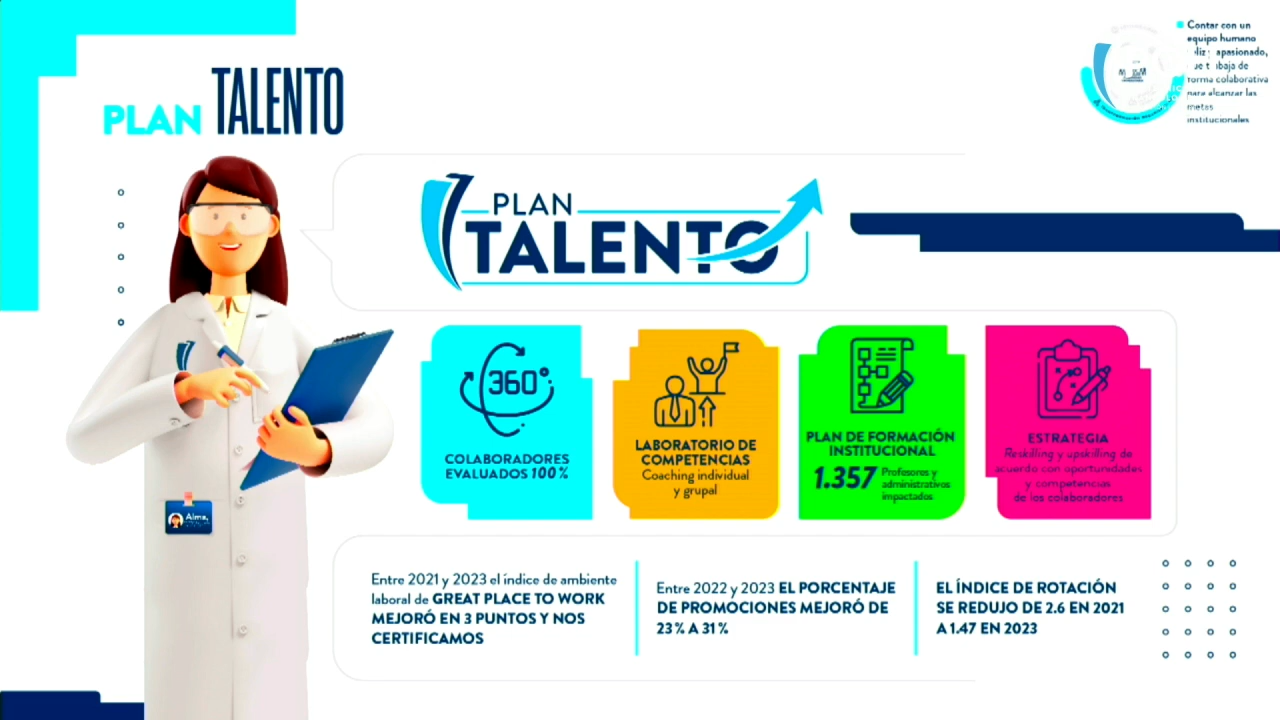 PLAN TALENTO
Contar con un
equipo humano
apasionado,
de
forma colaborativa
para alcanzar las
metas
institucionales
PLAN
TALENTO
360°
COLABORADORES
EVALUADOS 100%
LABORATORIO DE
COMPETENCIAS
Coaching individual
y grupal
PLAN DE FORMACIÓN
INSTITUCIONAL
1.357 Profesores y
administrativos
impactados
ESTRATEGIA
Reskilling y upskilling de
acuerdo con oportunidades
y competencias
de los colaboradores
Alma,
Entre 2021 y 2023 el índice de ambiente
laboral de GREAT PLACE TO WORK
MEJORÓ EN 3 PUNTOS Y NOS
CERTIFICAMOS
Entre 2022 y 2023 EL PORCENTAJE
DE PROMOCIONES MEJORÓ DE
23% A 31%
EL ÍNDICE DE ROTACIÓN
SE REDUJO DE 2.6 EN 2021
A 1.47 EN 2023